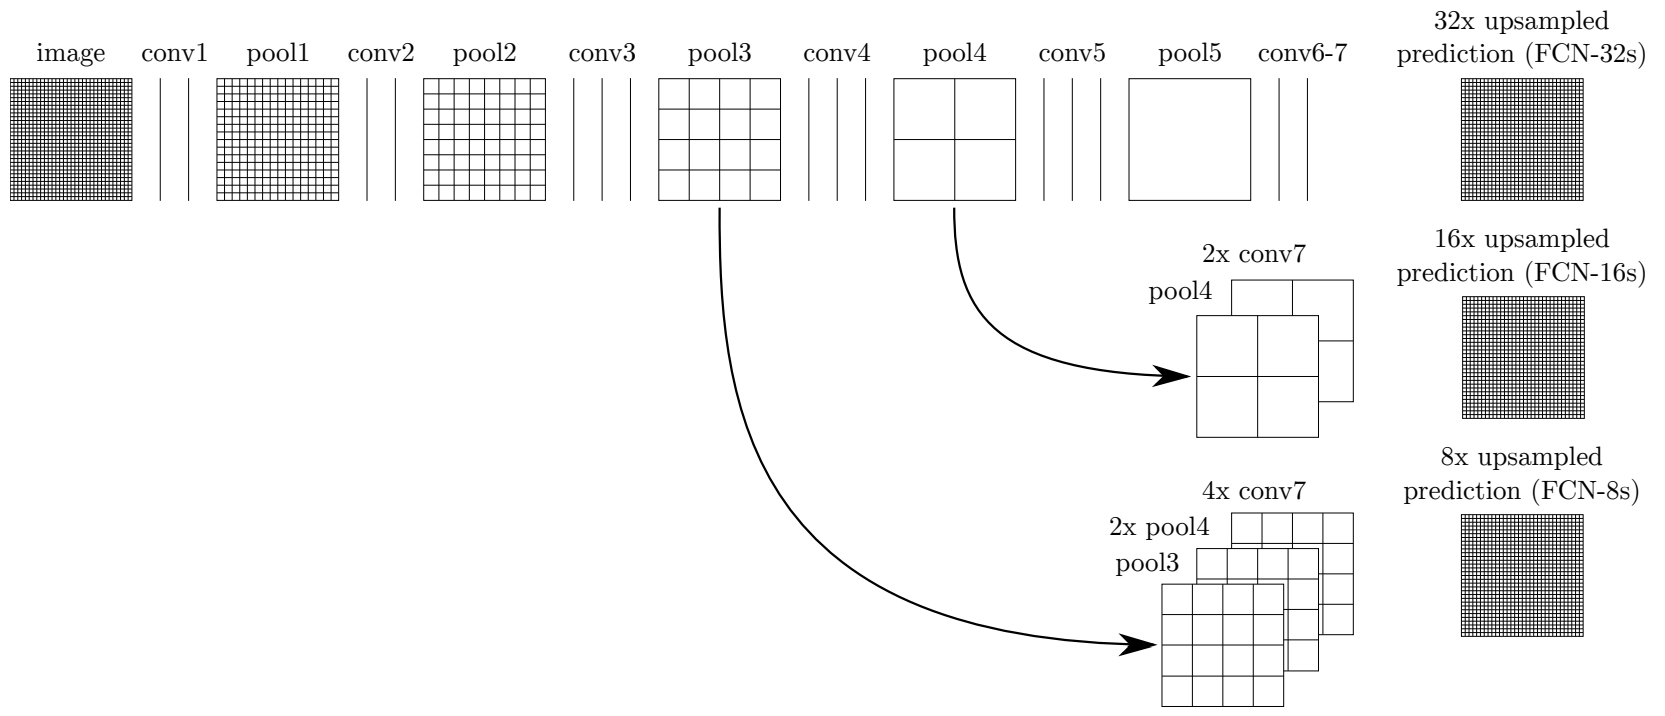 image conv1 pool1 conv2 pool2 conv3 pool3 conv4 pool4 conv5 pool5 conv6-7
32x upsampled
prediction (FCN-32s)
2x conv7
pool4
16x upsampled
prediction (FCN-16s)
4x conv7
2x pool4
pool3
8x upsampled
prediction (FCN-8s)